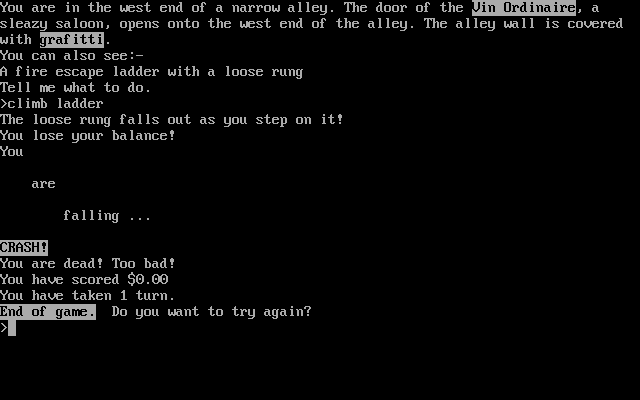 You are in the west end of a narrow alley. The door of the Vin Ordinaire, a
sleazy saloon, opens onto the west end of the alley. The alley wall is covered
with grafitti.
You can also see:-
A fire escape ladder with a loose rung
Tell me what to do.
>climb ladder
The loose rung falls out as you step on it!
You lose your balance!
You
are
falling ...
CRASH!
You are dead! Too bad!
You have scored $0.00
You have taken 1 turn.
End of game.  Do you want to try again?
>